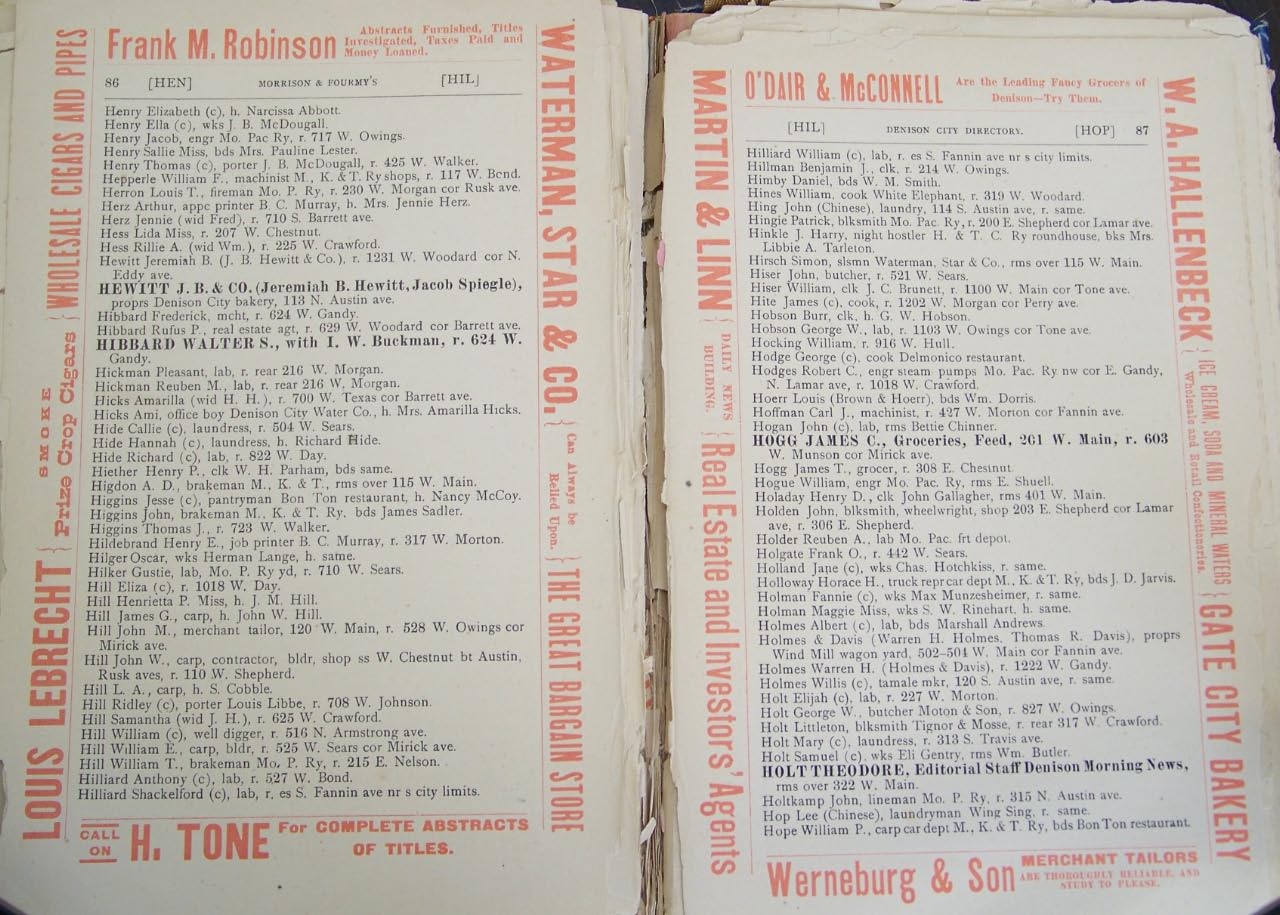 Frank M. Robinson
Abstracts Furnished, Titles
Investigated, Taxes Paid and
Money Loaned.
86 [HEN] MORRISON & FOURMY'S [HIL]
Henry Elizabeth (c), h. Narcissa Abbott.
Henry Ella (c), wks J. B. McDougall.
Henry Jacob, engr Mo. Pac Ry, r. 717 W. Owings.
Henry Sallie Miss, bds Mrs. Pauline Lester.
Henry Thomas (c), porter J. B. McDougall, r. 425 W. Walker.
Hepperle William F., machinist M., K. & T. Ry shops, r. 117 W. Bond.
Herron Louis T., fireman Mo. P. Ry, r. 230 W. Morgan cor Rusk ave.
Herz Arthur, appc printer B. C. Murray, h. Mrs. Jennie Herz.
Herz Jennie (wid Fred), r. 710 S. Barrett ave.
Hess Lida Miss, r. 207 W. Chestnut.
Hess Rillie A. (wid Wm.), r. 225 W. Crawford.
Hewitt Jeremiah B. (J. B. Hewitt & Co.), r. 1231 W. Woodard cor N.
Eddy ave.
HEWITT J. B. & CO. (Jeremiah B. Hewitt, Jacob Spiegle),
proprs Denison City bakery, 113 N. Austin ave.
Hibbard Frederick, mcht, r. 624 W. Gandy.
Hibbard Rufus P., real estate agt, r. 629 W. Woodard cor Barrett ave.
HIBBARD WALTER S., with I. W. Buckman, r. 624 W.
Gandy.
Hickman Pleasant, lab, r. rear 216 W. Morgan.
Hickman Reuben M., lab, r. rear 216 W. Morgan.
Hicks Amarilla (wid H. H.), r. 700 W. Texas cor Barrett ave.
Hicks Ami, office boy Denison City Water Co., h. Mrs. Amarilla Hicks.
Hide Callie (c), laundress, r. 504 W. Sears.
Hide Hannah (c), laundress, h. Richard Hide.
Hide Richard (c), lab, r. 822 W. Day.
Hiether Henry P., clk W. H. Parham, bds same.
Higdon A. D., brakeman M., K. & T., rms over 115 W. Main.
Higgins Jesse (c), pantryman Bon Ton restaurant, h. Nancy McCoy.
Higgins John, brakeman M., K. & T. Ry. bds James Sadler.
Higgins Thomas J., r. 723 W. Walker.
Hildebrand Henry E., job printer B. C. Murray, r. 317 W. Morton.
Hilger Oscar, wks Herman Lange, h. same.
Hilker Gustie, lab, Mo. P. Ry yd, r. 710 W. Sears.
Hill Eliza (c), r. 1018 W. Day.
Hill Henrietta P. Miss, h. J. M. Hill.
Hill James G., carp, h. John W. Hill.
Hill John M., merchant tailor, 120 W. Main, r. 528 W. Owings cor
Mirick ave.
Hill John W., carp, contractor, bldr, shop ss W. Chestnut bt Austin,
Rusk aves, r. 110 W. Shepherd.
Hill L. A., carp, h. S. Cobble.
Hill Ridley (c), porter Louis Libbe, r. 708 W. Johnson.
Hill Samantha (wid J. H.), r. 625 W. Crawford.
Hill William (c), well digger, r. 516 N. Armstrong ave.
Hill William E., carp, bldr, r. 525 W. Sears cor Mirick ave.
Hill William T., brakeman Mo. P. Ry, r. 215 E. Nelson.
Hilliard Anthony (c), lab, r. 527 W. Bond.
Hilliard Shackelford (c), lab, r. es S. Fannin ave nr s city limits.
CALL
ON
H. TONE
For COMPLETE ABSTRACTS
OF TITLES.
LOUIS LEBRECHT
SMOKE
Prize Crop Cigars
WHOLESALE CIGARS AND PIPES
WATERMAN, STAR & CO.
Can Always be
Relied Upon.
THE GREAT BARGAIN STORE
O'DAIR & McCONNELL
Are the Leading Fancy Grocers of
Denison—Try Them.
[HIL] DENISON CITY DIRECTORY. [HOP] 87
Hilliard William (c), lab, r. es S. Fannin ave nr s city limits.
Hillman Benjamin J., clk, r. 214 W. Owings.
Himby Daniel, bds W. M. Smith.
Hines William, cook White Elephant, r. 319 W. Woodard.
Hing John (Chinese), laundry, 114 S. Austin ave, r. same.
Hingie Patrick, blksmith Mo. Pac. Ry, r. 200 E. Shepherd cor Lamar ave.
Hinkle J. Harry, night hostler H. & T. C. Ry roundhouse, bks Mrs.
Libbie A. Tarleton.
Hirsch Simon, slsmn Waterman, Star & Co., rms over 115 W. Main.
Hiser John, butcher, r. 521 W. Sears.
Hiser William, clk J. C. Brunett, r. 1100 W. Main cor Tone ave.
Hite James (c), cook, r. 1202 W. Morgan cor Perry ave.
Hobson Burr, clk, h. G. W. Hobson.
Hobson George W., lab, r. 1103 W. Owings cor Tone ave.
Hocking William, r. 916 W. Hull.
Hodge George (c), cook Delmonico restaurant.
Hodges Robert C., engr steam pumps Mo. Pac. Ry nw cor E. Gandy,
N. Lamar ave, r. 1018 W. Crawford.
Hoerr Louis (Brown & Hoerr), bds Wm. Dorris.
Hoffman Carl J., machinist, r. 427 W. Morton cor Fannin ave.
Hogan John (c), lab, rms Bettie Chinner.
HOGG JAMES C., Groceries, Feed, 201 W. Main, r. 603
W. Munson cor Mirick ave.
Hogg James T., grocer, r. 308 E. Chestnut.
Hogue William, engr Mo. Pac. Ry, rms E. Shuell.
Holaday Henry D., clk John Gallagher, rms 401 W. Main.
Holden John, blksmith, wheelwright, shop 203 E. Shepherd cor Lamar
ave, r. 306 E. Shepherd.
Holder Reuben A., lab Mo. Pac. frt depot.
Holgate Frank O., r. 442 W. Sears.
Holland Jane (c), wks Chas. Hotchkiss, r. same.
Holloway Horace H., truck repr car dept M., K. & T. Ry, bds J. D. Jarvis.
Holman Fannie (c), wks Max Munzesheimer, r. same.
Holman Maggie Miss, wks S. W. Rinehart, h. same.
Holmes Albert (c), lab, bds Marshall Andrews.
Holmes & Davis (Warren H. Holmes, Thomas R. Davis), proprs
Wind Mill wagon yard, 502–504 W. Main cor Fannin ave.
Holmes Warren H. (Holmes & Davis), r. 1222 W. Gandy.
Holmes Willis (c), tamale mkr, 120 S. Austin ave, r. same.
Holt Elijah (c), lab, r. 227 W. Morton.
Holt George W., butcher Moton & Son, r. 827 W. Owings.
Holt Littleton, blksmith Tignor & Mosse, r. rear 317 W. Crawford.
Holt Mary (c), laundress, r. 313 S. Travis ave.
Holt Samuel (c). wks Eli Gentry, rms Wm. Butler.
HOLT THEODORE, Editorial Staff Denison Morning News,
rms over 322 W. Main.
Holtkamp John, lineman Mo. P. Ry, r. 315 N. Austin ave.
Hop Lee (Chinese), laundryman Wing Sing, r. same.
Hope William P., carp car dept M., K. & T. Ry, bds Bon Ton restaurant.
Werneburg & Son
MERCHANT TAILORS
ARE THOROUGHLY RELIABLE, AND
STUDY TO PLEASE.
MARTIN & LINN
DAILY NEWS
BUILDING.
Real Estate and Investors' Agents
W. A. HALLENBECK
ICE CREAM, SODA AND MINERAL WATERS
Wholesale and Retail Confectioneries.
GATE CITY BAKERY